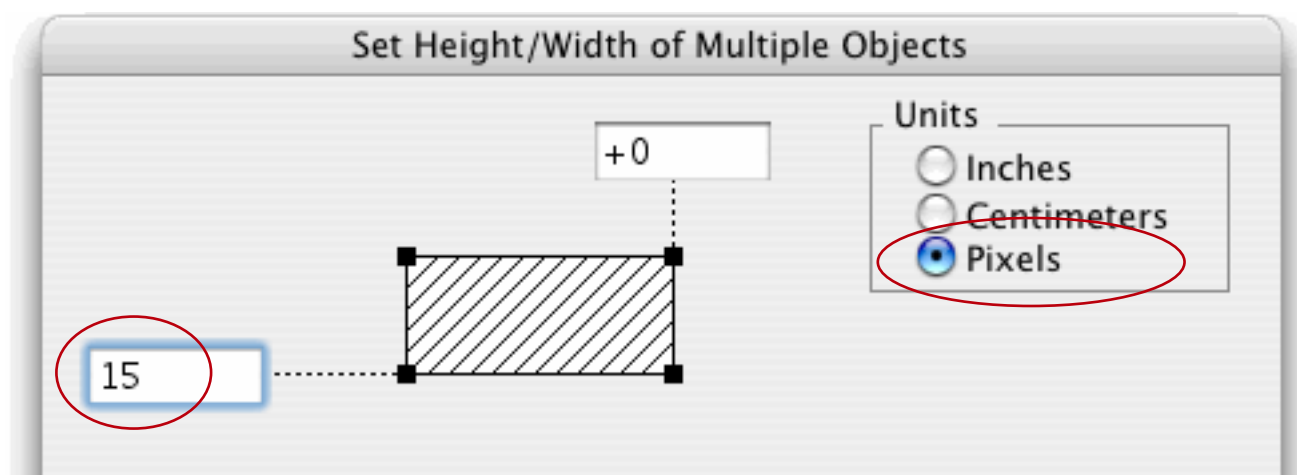 Set Height/Width of Multiple Objects
Units
+0
Inches
Centimeters
Pixels
15